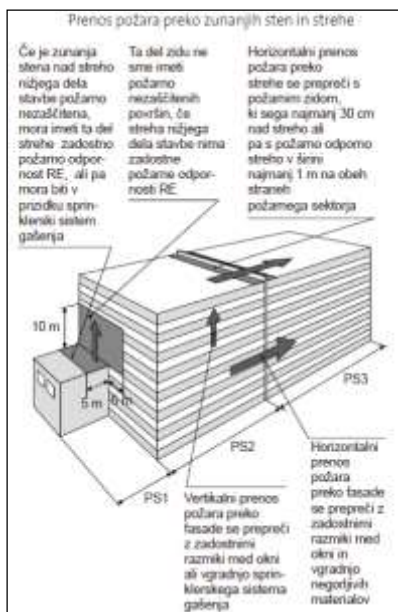 Prenos požara preko zunanjih sten in strehe
Če je zunanja
stena nad streho
nižjega dela
stavbe požarno
nezaščitena,
mora imeti ta del
strehe zadostno
požarno odpor-
nost RE, ali pa
mora biti v
prizidku sprin-
klerski sistem
gašenja
Ta del zidu ne
sme imeti
požarno
nezaščitenih
površin, če
streha nižjega
dela stavbe nima
zadostne
požarne odpor-
nosti RE
Horizontalni prenos
požara preko
strehe se prepreči s
požarnim zidom,
ki sega najmanj 30 cm
nad streho ali
pa s požarno odporno
streho v širini
najmanj 1 m na obeh
straneh
požarnega sektorja
10 m
5 m
5 m
PS1
PS2
PS3
Vertikalni prenos
požara preko
fasade se prepreči
z zadostnimi
razmiki med okni
ali vgradnjo sprin-
klerskega sistema
gašenja
Horizontalni
prenos
požara
preko fasade
se prepreči z
zadostnimi
razmiki med
okni in
vgradnjo
negorljivih
materialov